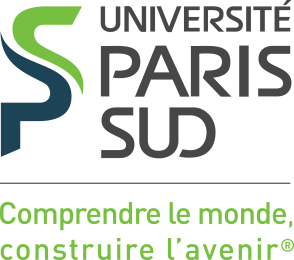 UNIVERSITÉ
PARIS
SUD
Comprendre le monde,
construire l'avenir®